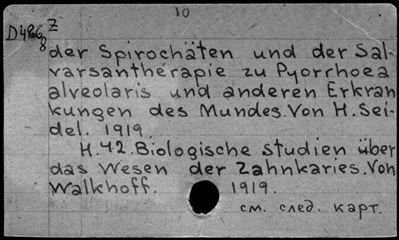 10
D486 Z
8
der Spirochäten und der Sal-
varsantherapie zu Pyorrhoea
alveolaris und anderen Erkran
kungen des Mundes. Von H. Sei-
del. 1919.
H. 42. Biologische Studien über
das Wesen der Zahnkaries. Von
Walkhoff. 1919.
см. след. карт.